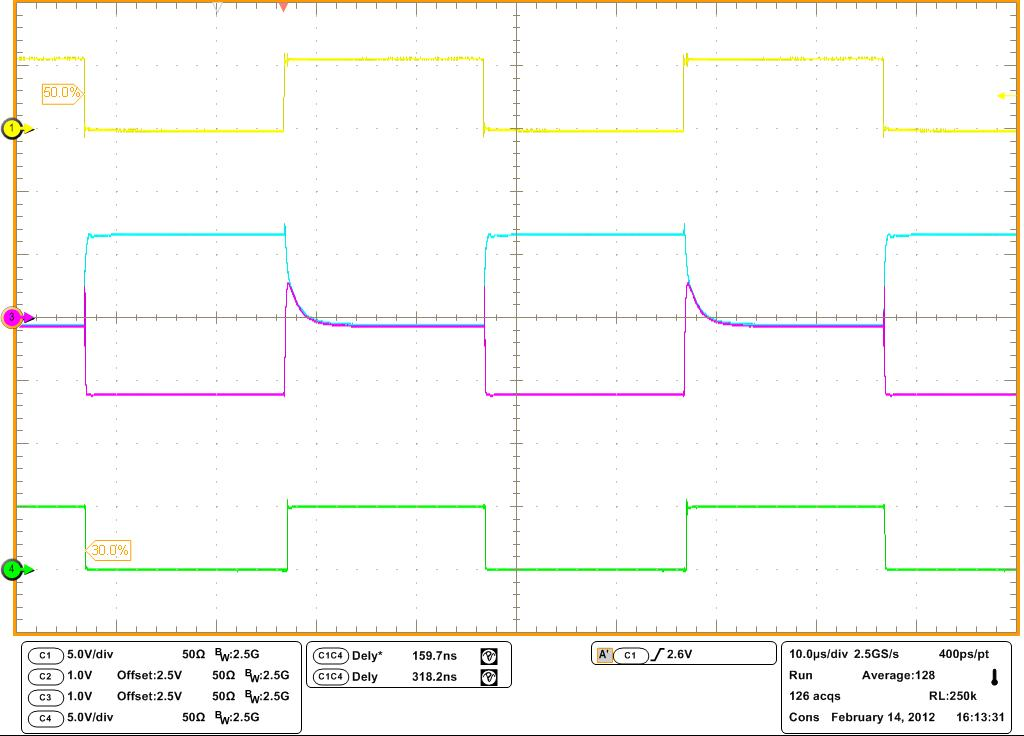 50.0%
1
3
30.0%
4
C1 5.0V/div 50Ω BW:2.5G
C2 1.0V Offset:2.5V 50Ω BW:2.5G
C3 1.0V Offset:2.5V 50Ω BW:2.5G
C4 5.0V/div 50Ω BW:2.5G
C1C4 Dely* 159.7ns
C1C4 Dely 318.2ns
A' C1 2.6V
10.0µs/div 2.5GS/s 400ps/pt
Run Average:128
126 acqs RL:250k
Cons February 14, 2012 16:13:31